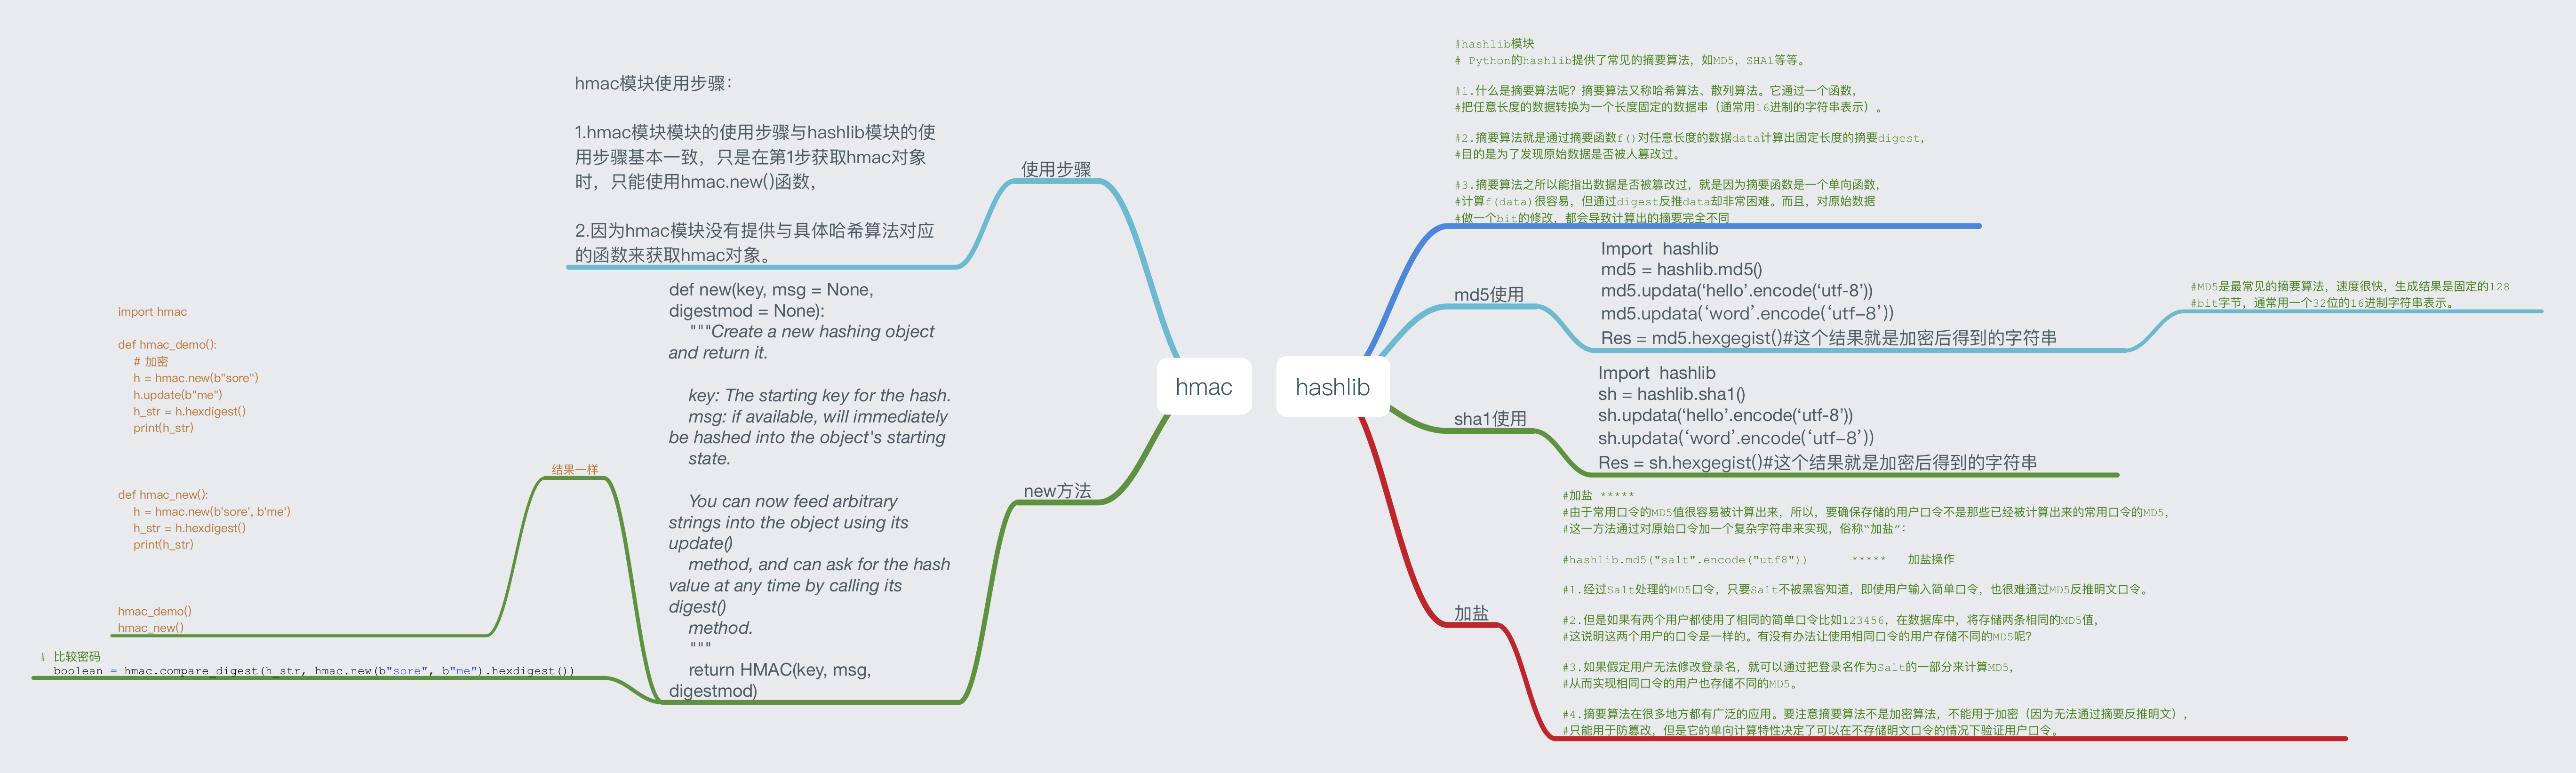 hmac模块使用步骤：
1.hmac模块模块的使用步骤与hashlib模块的使
用步骤基本一致，只是在第1步获取hmac对象
时，只能使用hmac.new()函数，
2.因为hmac模块没有提供与具体哈希算法对应
的函数来获取hmac对象。
使用步骤
def new(key, msg = None,
digestmod = None):
"""Create a new hashing object
and return it.
key: The starting key for the hash.
msg: if available, will immediately
be hashed into the object's starting
state.
You can now feed arbitrary
strings into the object using its
update()
method, and can ask for the hash
value at any time by calling its
digest()
method.
"""
return HMAC(key, msg,
digestmod)
new方法
结果一样
import hmac
def hmac_demo():
# 加密
h = hmac.new(b"sore")
h.update(b"me")
h_str = h.hexdigest()
print(h_str)
def hmac_new():
h = hmac.new(b'sore', b'me')
h_str = h.hexdigest()
print(h_str)
hmac_demo()
hmac_new()
# 比较密码
boolean = hmac.compare_digest(h_str, hmac.new(b"sore", b"me").hexdigest())
hmac
hashlib
#hashlib模块
# Python的hashlib提供了常见的摘要算法，如MD5，SHA1等等。
#1.什么是摘要算法呢？摘要算法又称哈希算法、散列算法。它通过一个函数，
#把任意长度的数据转换为一个长度固定的数据串（通常用16进制的字符串表示）。
#2.摘要算法就是通过摘要函数f()对任意长度的数据data计算出固定长度的摘要digest，
#目的是为了发现原始数据是否被人篡改过。
#3.摘要算法之所以能指出数据是否被篡改过，就是因为摘要函数是一个单向函数，
#计算f(data)很容易，但通过digest反推data却非常困难。而且，对原始数据
#做一个bit的修改，都会导致计算出的摘要完全不同
md5使用
Import  hashlib
md5 = hashlib.md5()
md5.updata(‘hello’.encode(‘utf-8’))
md5.updata(‘word’.encode(‘utf–8’))
Res = md5.hexgegist()#这个结果就是加密后得到的字符串
#MD5是最常见的摘要算法，速度很快，生成结果是固定的128
#bit字节，通常用一个32位的16进制字符串表示。
sha1使用
Import  hashlib
sh = hashlib.sha1()
sh.updata(‘hello’.encode(‘utf-8’))
sh.updata(‘word’.encode(‘utf–8’))
Res = sh.hexgegist()#这个结果就是加密后得到的字符串
加盐
#加盐 *****
#由于常用口令的MD5值很容易被计算出来，所以，要确保存储的用户口令不是那些已经被计算出来的常用口令的MD5，
#这一方法通过对原始口令加一个复杂字符串来实现，俗称“加盐”：
#hashlib.md5("salt".encode("utf8"))      *****   加盐操作
#1.经过Salt处理的MD5口令，只要Salt不被黑客知道，即使用户输入简单口令，也很难通过MD5反推明文口令。
#2.但是如果有两个用户都使用了相同的简单口令比如123456，在数据库中，将存储两条相同的MD5值，
#这说明这两个用户的口令是一样的。有没有办法让使用相同口令的用户存储不同的MD5呢？
#3.如果假定用户无法修改登录名，就可以通过把登录名作为Salt的一部分来计算MD5，
#从而实现相同口令的用户也存储不同的MD5。
#4.摘要算法在很多地方都有广泛的应用。要注意摘要算法不是加密算法，不能用于加密（因为无法通过摘要反推明文），
#只能用于防篡改，但是它的单向计算特性决定了可以在不存储明文口令的情况下验证用户口令。